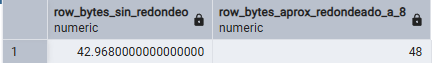 row_bytes_sin_redondeo row_bytes_aprox_redondeado_a_8
numeric numeric
1 42.9680000000000000 48